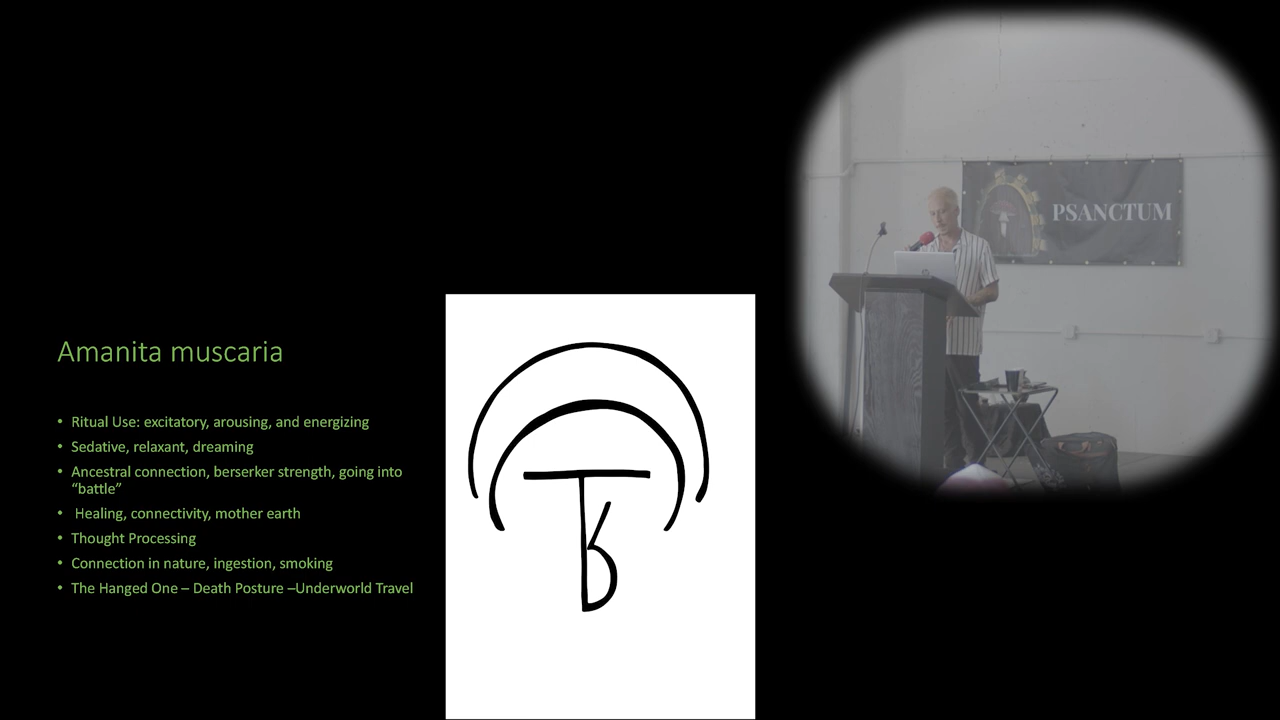 Amanita muscaria
• Ritual Use: excitatory, arousing, and energizing
• Sedative, relaxant, dreaming
• Ancestral connection, berserker strength, going into
“battle”
• Healing, connectivity, mother earth
• Thought Processing
• Connection in nature, ingestion, smoking
• The Hanged One – Death Posture –Underworld Travel
PSANCTUM